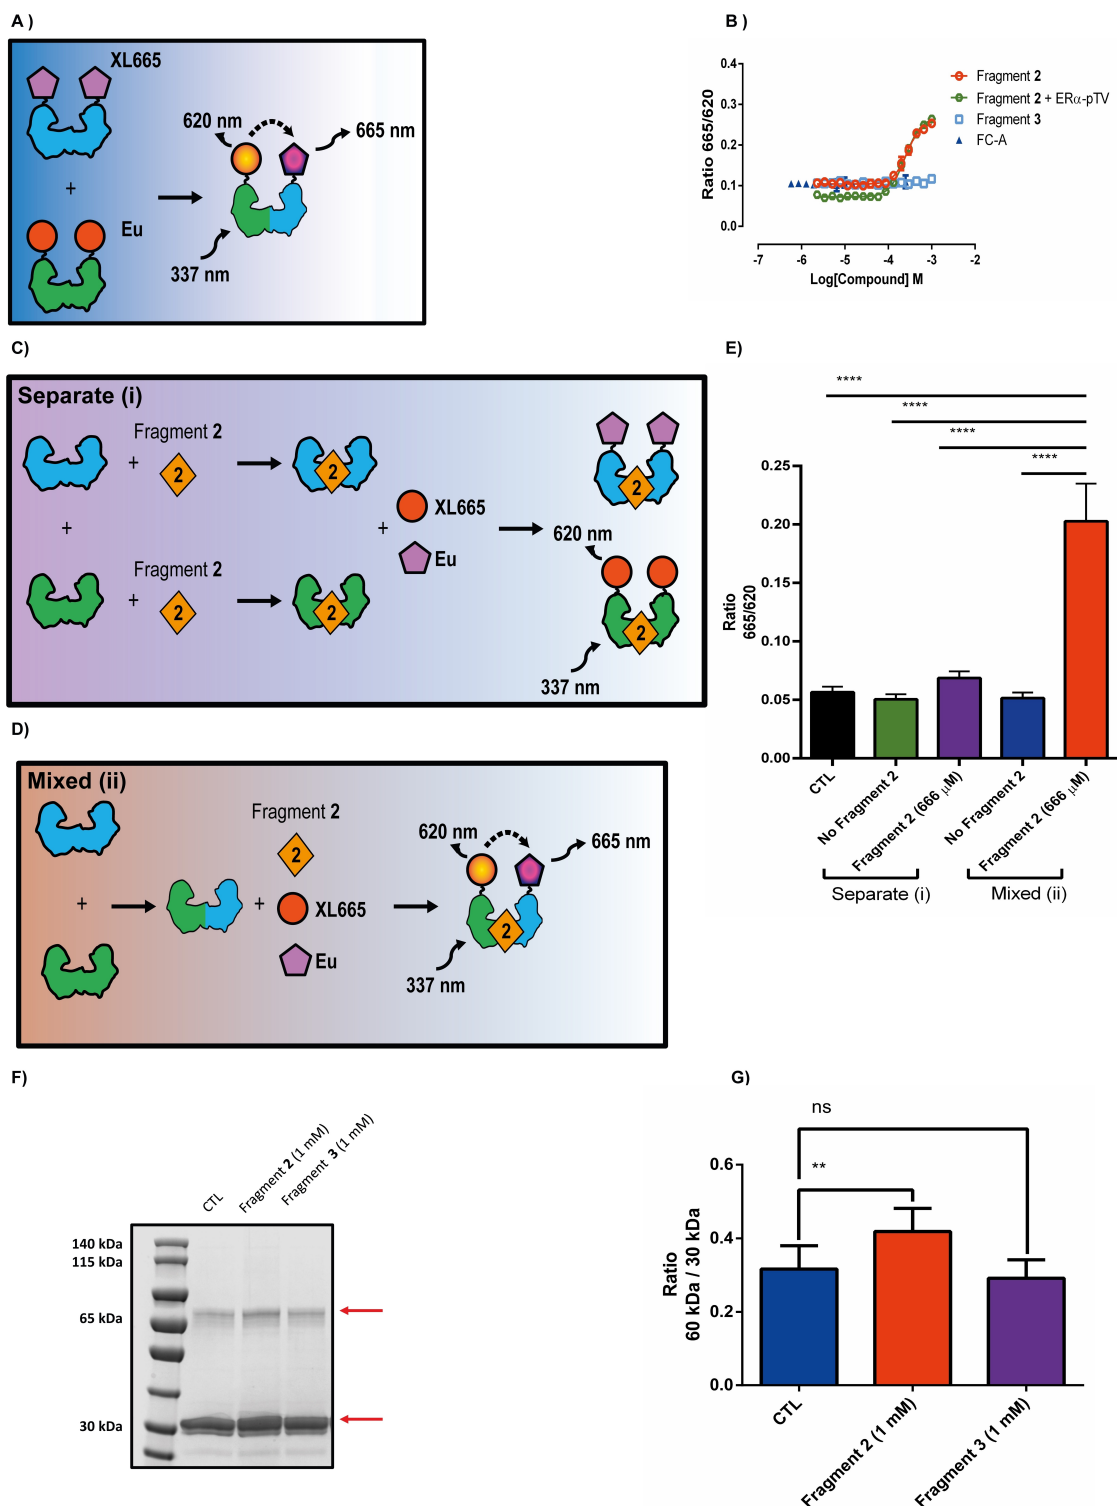 A )
XL665
+
Eu
620 nm
665 nm
337 nm
B )
Ratio 665/620
0.4
0.3
0.2
0.1
0.0
-7 -6 -5 -4 -3 -2
Log[Compound] M
Fragment 2
Fragment 2 + ERα-pTV
Fragment 3
FC-A
C)
Separate (i)
Fragment 2
+
2
2
+
Fragment 2
+
2
2
+
XL665
Eu
2
620 nm
2
337 nm
D)
Mixed (ii)
+
Fragment 2
2
+
XL665
Eu
620 nm
665 nm
2
337 nm
E)
****
****
****
****
Ratio
665/620
0.25
0.20
0.15
0.10
0.05
0.00
CTL
No Fragment 2
Fragment 2 (666 µM)
No Fragment 2
Fragment 2 (666 µM)
Separate (i)
Mixed (ii)
F)
CTL
Fragment 2 (1 mM)
Fragment 3 (1 mM)
140 kDa
115 kDa
65 kDa
30 kDa
G)
ns
**
Ratio
60 kDa / 30 kDa
0.6
0.4
0.2
0.0
CTL
Fragment 2 (1 mM)
Fragment 3 (1 mM)